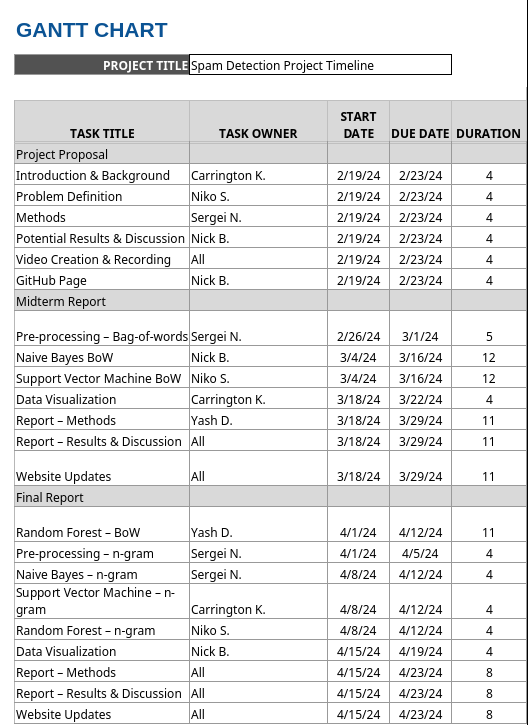 GANTT CHART
PROJECT TITLE Spam Detection Project Timeline
TASK TITLE TASK OWNER START DATE DUE DATE DURATION
Project Proposal
Introduction & Background Carrington K. 2/19/24 2/23/24 4
Problem Definition Niko S. 2/19/24 2/23/24 4
Methods Sergei N. 2/19/24 2/23/24 4
Potential Results & Discussion Nick B. 2/19/24 2/23/24 4
Video Creation & Recording All 2/19/24 2/23/24 4
GitHub Page Nick B. 2/19/24 2/23/24 4
Midterm Report
Pre-processing – Bag-of-words Sergei N. 2/26/24 3/1/24 5
Naive Bayes BoW Nick B. 3/4/24 3/16/24 12
Support Vector Machine BoW Niko S. 3/4/24 3/16/24 12
Data Visualization Carrington K. 3/18/24 3/22/24 4
Report – Methods Yash D. 3/18/24 3/29/24 11
Report – Results & Discussion All 3/18/24 3/29/24 11
Website Updates All 3/18/24 3/29/24 11
Final Report
Random Forest – BoW Yash D. 4/1/24 4/12/24 11
Pre-processing – n-gram Sergei N. 4/1/24 4/5/24 4
Naive Bayes – n-gram Sergei N. 4/8/24 4/12/24 4
Support Vector Machine – n-
gram Carrington K. 4/8/24 4/12/24 4
Random Forest – n-gram Niko S. 4/8/24 4/12/24 4
Data Visualization Nick B. 4/15/24 4/19/24 4
Report – Methods All 4/15/24 4/23/24 8
Report – Results & Discussion All 4/15/24 4/23/24 8
Website Updates All 4/15/24 4/23/24 8